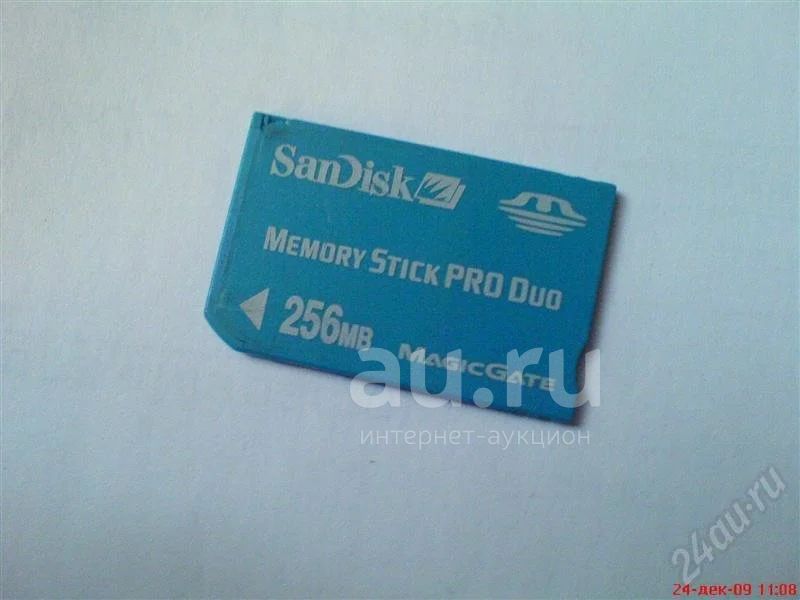 SanDisk
MEMORY STICK PRO DUO
256MB
MAGICGATE
au.ru
интернет-аукцион
24au.ru
24-дек-09 11:08